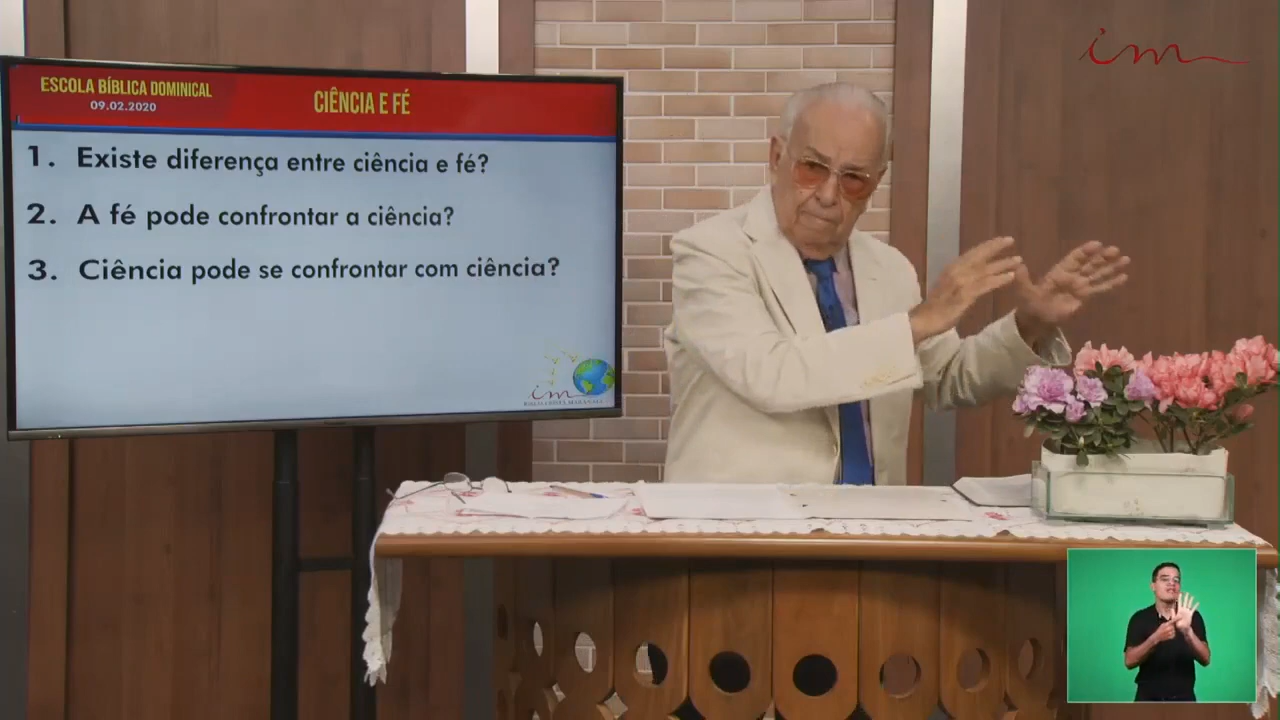 ESCOLA BÍBLICA DOMINICAL
09.02.2020
CIÊNCIA E FÉ
1. Existe diferença entre ciência e fé?
2. A fé pode confrontar a ciência?
3. Ciência pode se confrontar com ciência?
im
im